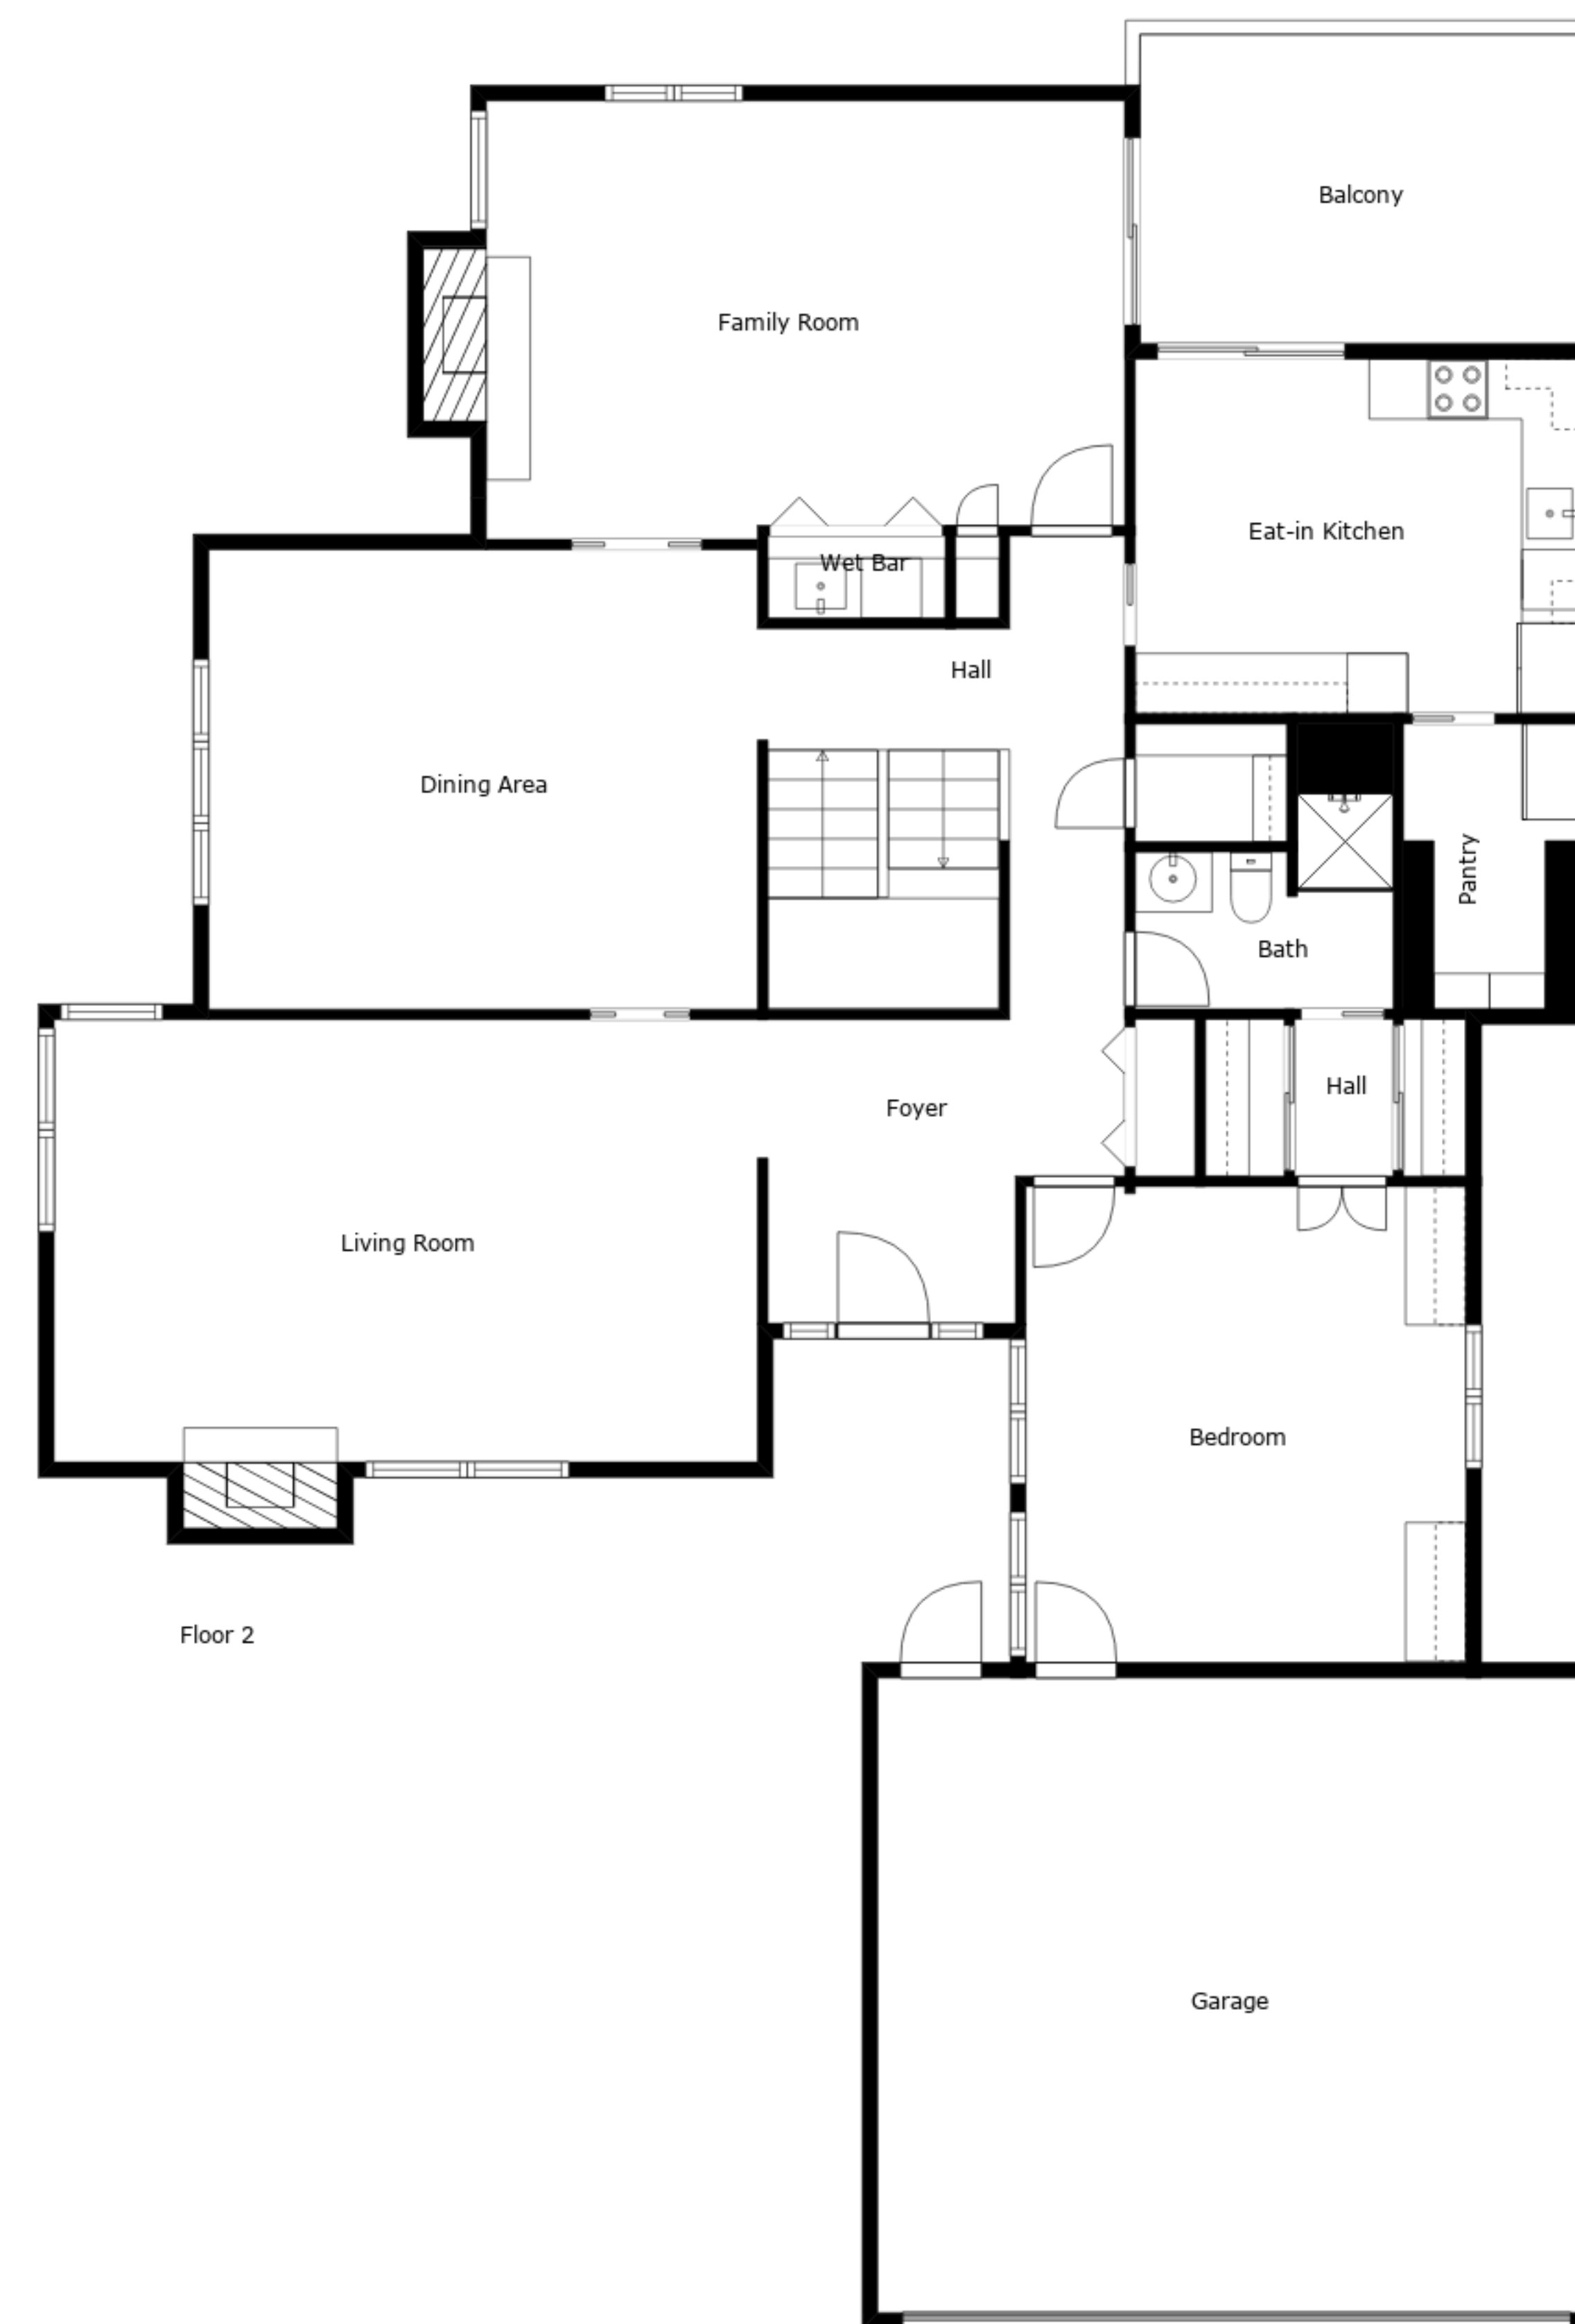 Balcony
Family Room
Eat-in Kitchen
Wet Bar
Hall
Dining Area
Pantry
Bath
Hall
Foyer
Living Room
Bedroom
Floor 2
Garage